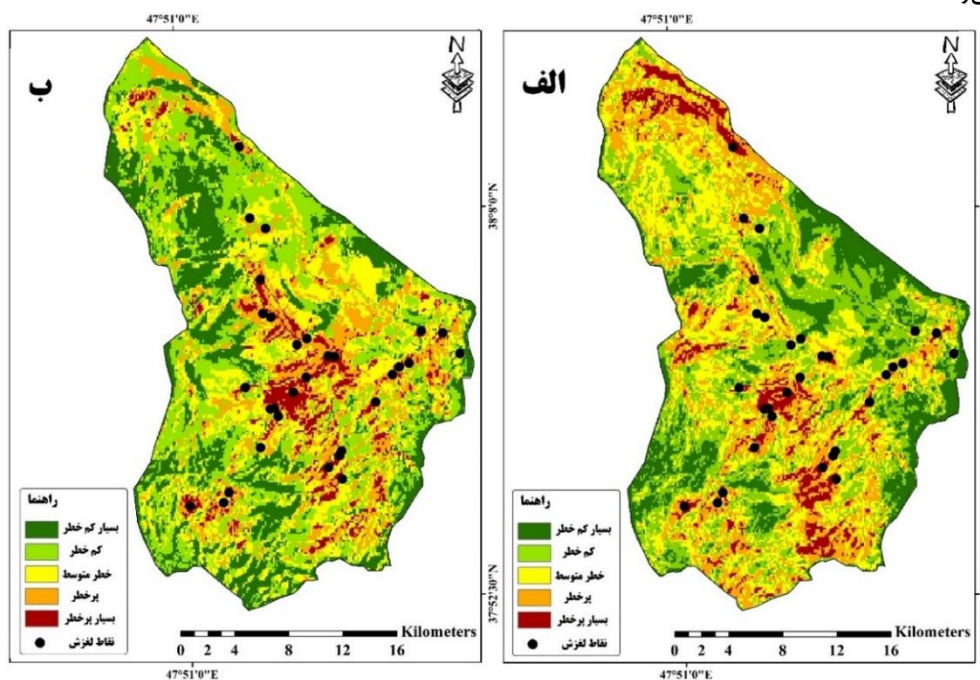 47°51'0"E
47°51'0"E
N
ب
N
الف
38°8'0"N
37°52'30"N
راهنما
بسیار کم خطر
کم خطر
خطر متوسط
پرخطر
بسیار پرخطر
نقاط لغزش
Kilometers
0 2 4 8 12 16
راهنما
بسیار کم خطر
کم خطر
خطر متوسط
پرخطر
بسیار پرخطر
نقاط لغزش
Kilometers
0 2 4 8 12 16
47°51'0"E
47°51'0"E